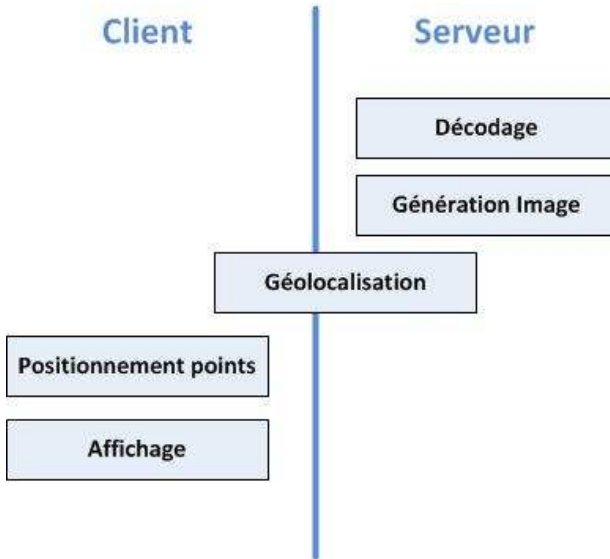 Client
Serveur
Décodage
Génération Image
Géolocalisation
Positionnement points
Affichage